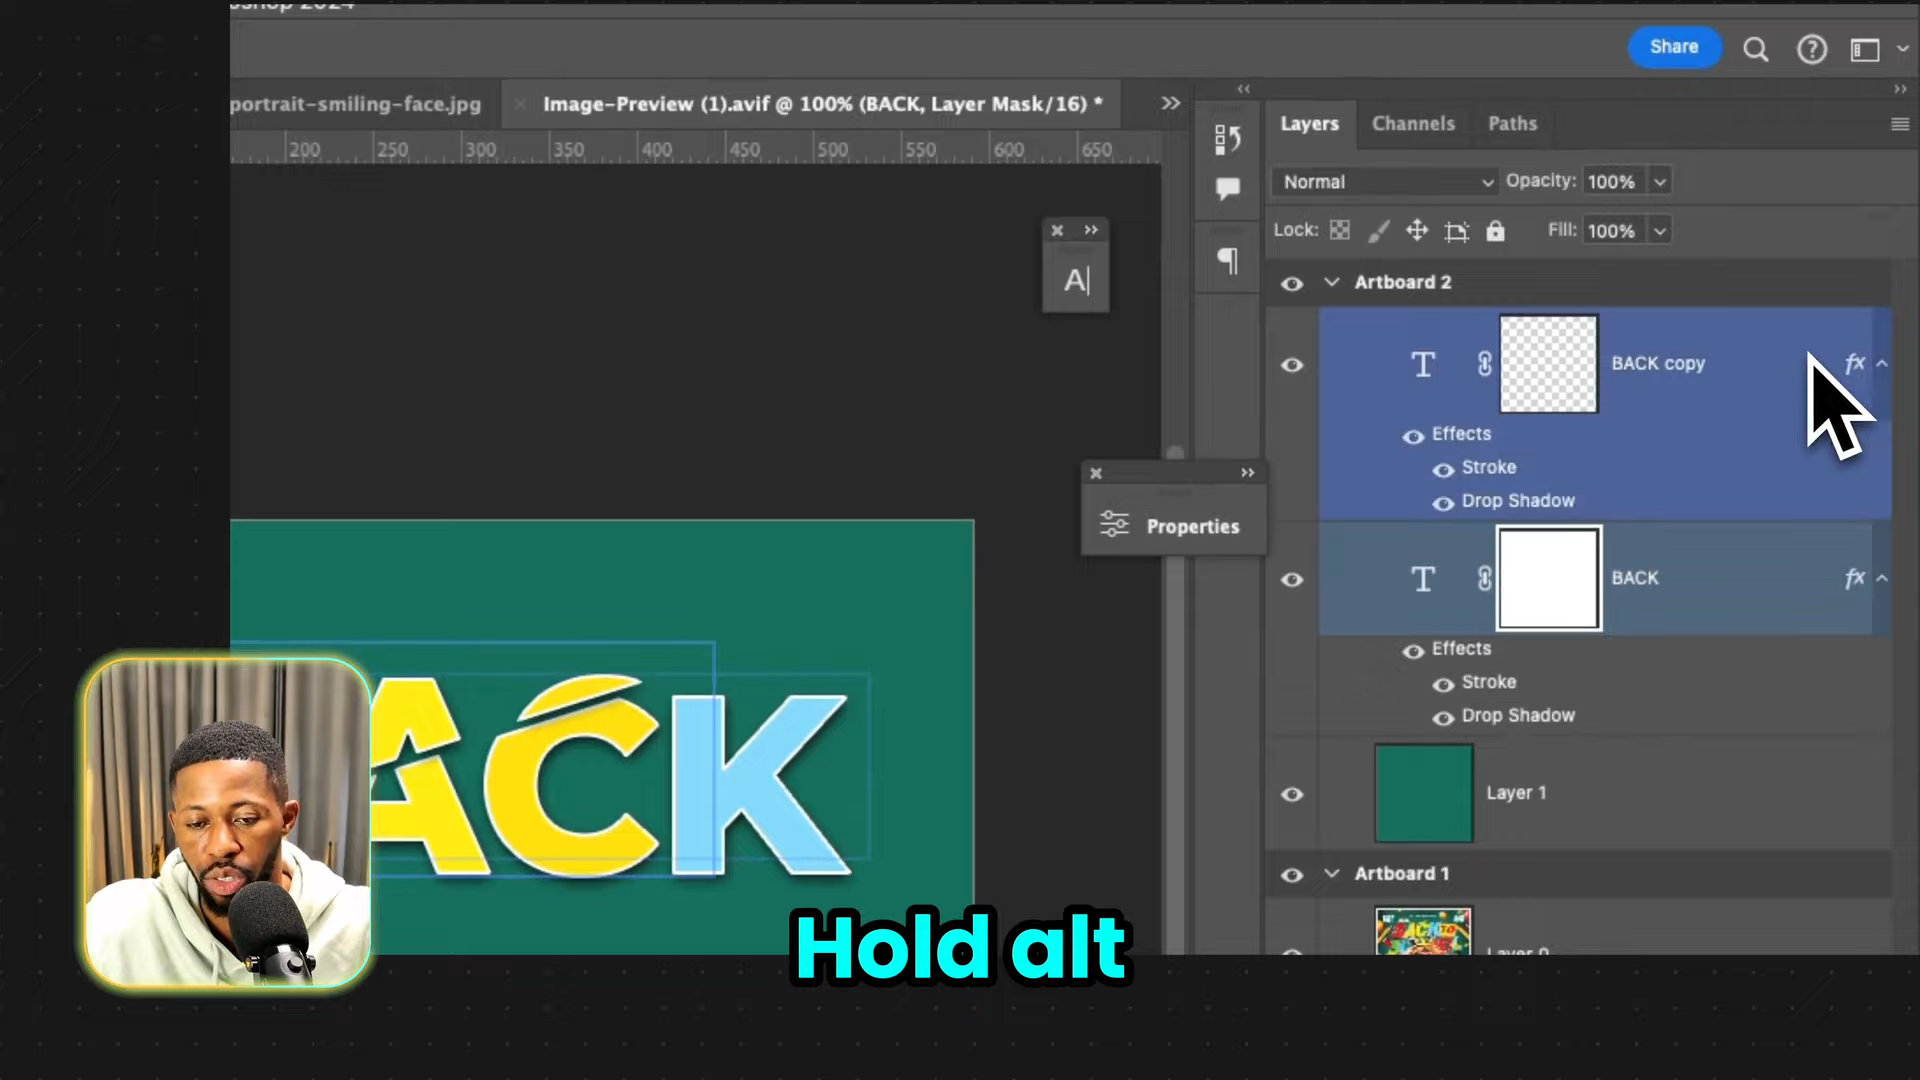 Share
portrait-smiling-face.jpg
Image-Preview (1).avif @ 100% (BACK, Layer Mask/16) *
Layers Channels Paths
200 250 300 350 400 450 500 550 600 650
Normal Opacity: 100%
Lock: Fill: 100%
A
Artboard 2
T BACK copy fx
Effects
Stroke
Drop Shadow
Properties
T BACK fx
Effects
Stroke
Drop Shadow
ACK
Layer 1
Artboard 1
Hold alt